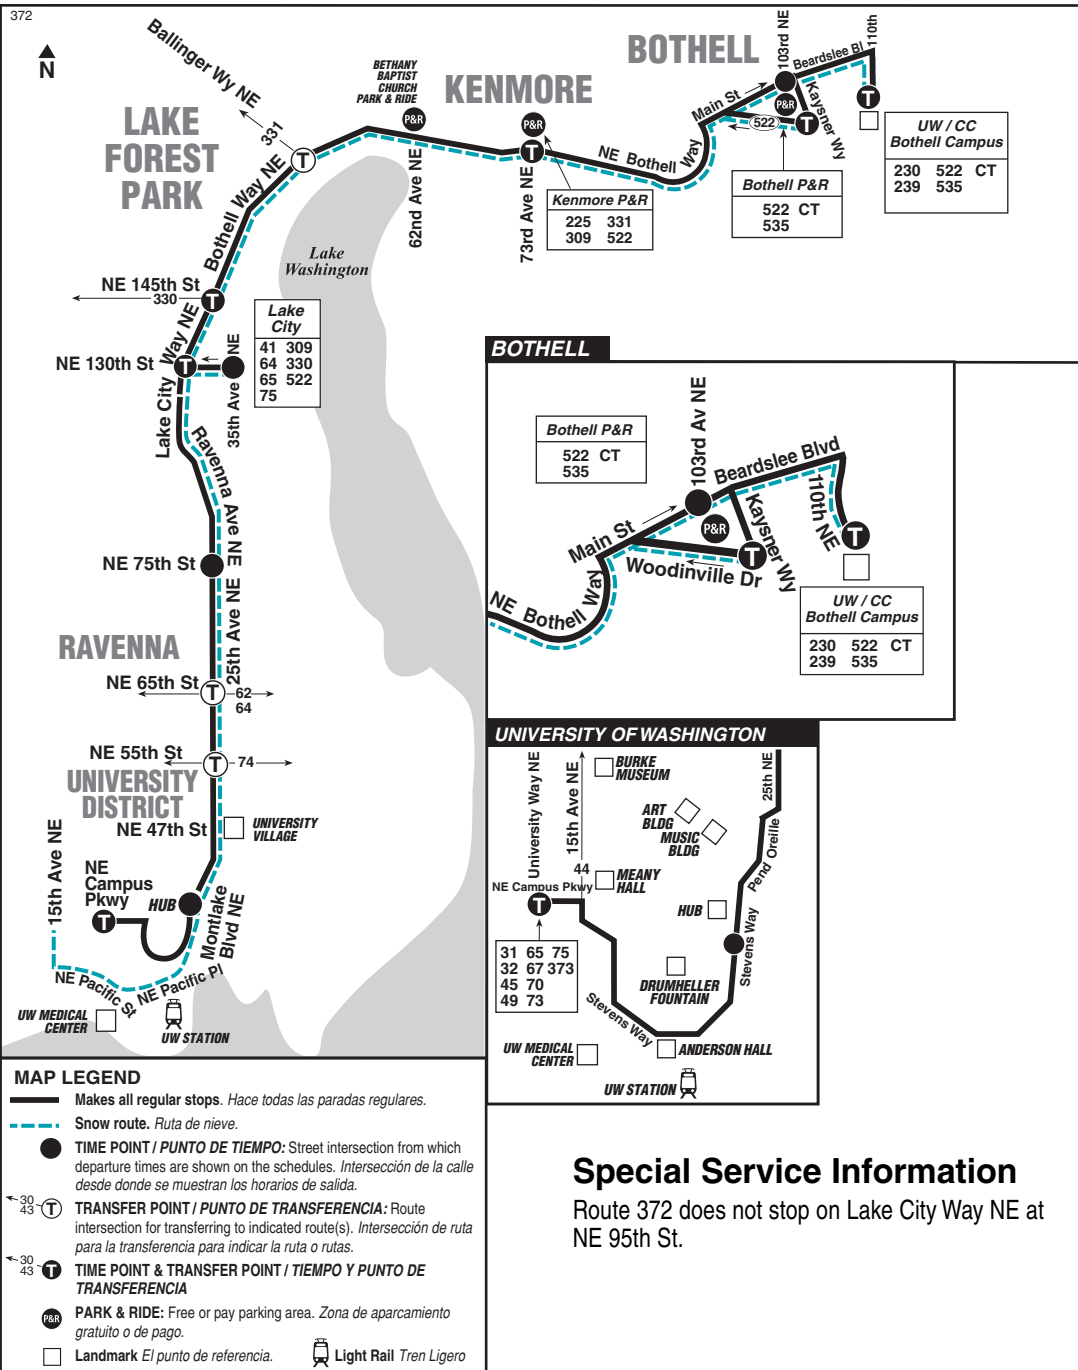 372
N
Ballinger Wy NE
331
LAKE
FOREST
PARK
BETHANY
BAPTIST
CHURCH
PARK & RIDE
P&R
KENMORE
P&R
BOTHELL
103rd NE
Beardslee Bl
110th
Main St
P&R
Kaysner Wy
522
T
T
UW / CC
Bothell Campus
230 522 CT
239 535
Bothell P&R
522 CT
535
T
T
NE Bothell Way
62nd Ave NE
73rd Ave NE
Kenmore P&R
225 331
309 522
Bothell Way NE
Lake
Washington
NE 145th St
330
T
Lake
City
41 309
64 330
65 522
75
NE 130th St
T
35th Ave NE
Lake City Way NE
Ravenna Ave NE
NE 75th St
25th Ave NE
RAVENNA
NE 65th St
T
62
64
NE 55th St
T
74
UNIVERSITY
DISTRICT
NE 47th St
UNIVERSITY
VILLAGE
15th Ave NE
NE
Campus
Pkwy
T
HUB
Montlake
Blvd NE
NE Pacific St
NE Pacific Pl
UW MEDICAL
CENTER
UW STATION
BOTHELL
Bothell P&R
522 CT
535
103rd Av NE
Beardslee Blvd
110th NE
Main St
P&R
Kaysner Wy
T
T
Woodinville Dr
NE Bothell Way
UW / CC
Bothell Campus
230 522 CT
239 535
UNIVERSITY OF WASHINGTON
University Way NE
15th Ave NE
BURKE
MUSEUM
25th NE
ART
BLDG
MUSIC
BLDG
Pend Oreille
44
MEANY
HALL
NE Campus Pkwy
T
HUB
31 65 75
32 67 373
45 70
49 73
Stevens Way
DRUMHELLER
FOUNTAIN
Stevens Way
UW MEDICAL
CENTER
ANDERSON HALL
UW STATION
MAP LEGEND
Makes all regular stops. Hace todas las paradas regulares.
Snow route. Ruta de nieve.
TIME POINT / PUNTO DE TIEMPO: Street intersection from which
departure times are shown on the schedules. Intersección de la calle
desde donde se muestran los horarios de salida.
30
43
T
TRANSFER POINT / PUNTO DE TRANSFERENCIA: Route
intersection for transferring to indicated route(s). Intersección de ruta
para la transferencia para indicar la ruta o rutas.
30
43
T
TIME POINT & TRANSFER POINT / TIEMPO Y PUNTO DE
TRANSFERENCIA
P&R
PARK & RIDE: Free or pay parking area. Zona de aparcamiento
gratuito o de pago.
Landmark El punto de referencia.
Light Rail Tren Ligero
Special Service Information
Route 372 does not stop on Lake City Way NE at
NE 95th St.